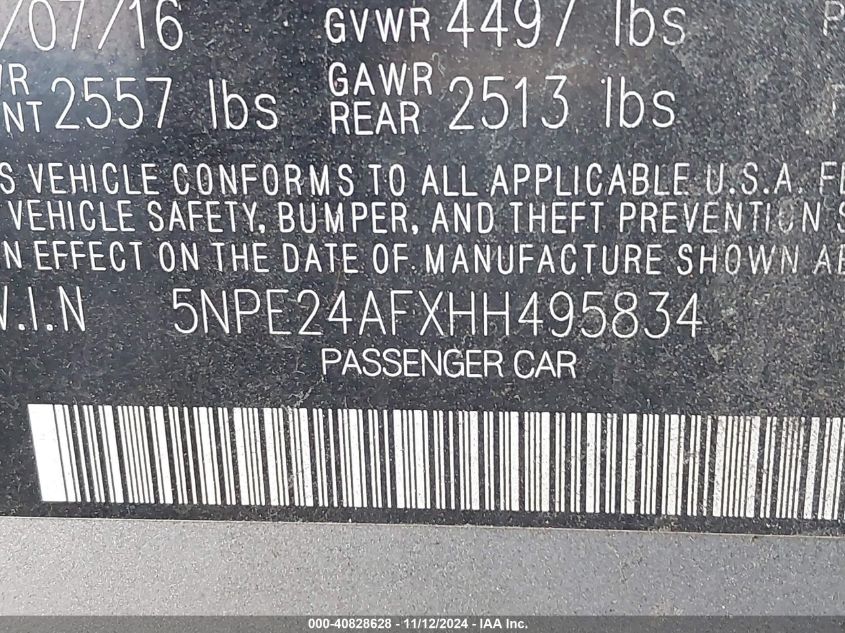 /07/16 GVWR 4497 lbs
2557 lbs GAWR REAR 2513 lbs
VEHICLE CONFORMS TO ALL APPLICABLE U.S.A.
VEHICLE SAFETY, BUMPER, AND THEFT PREVENTION
EFFECT ON THE DATE OF MANUFACTURE SHOWN
V.I.N 5NPE24AFXHH495834
PASSENGER CAR
000-40828628 - 11/12/2024 - IHH - Inc.